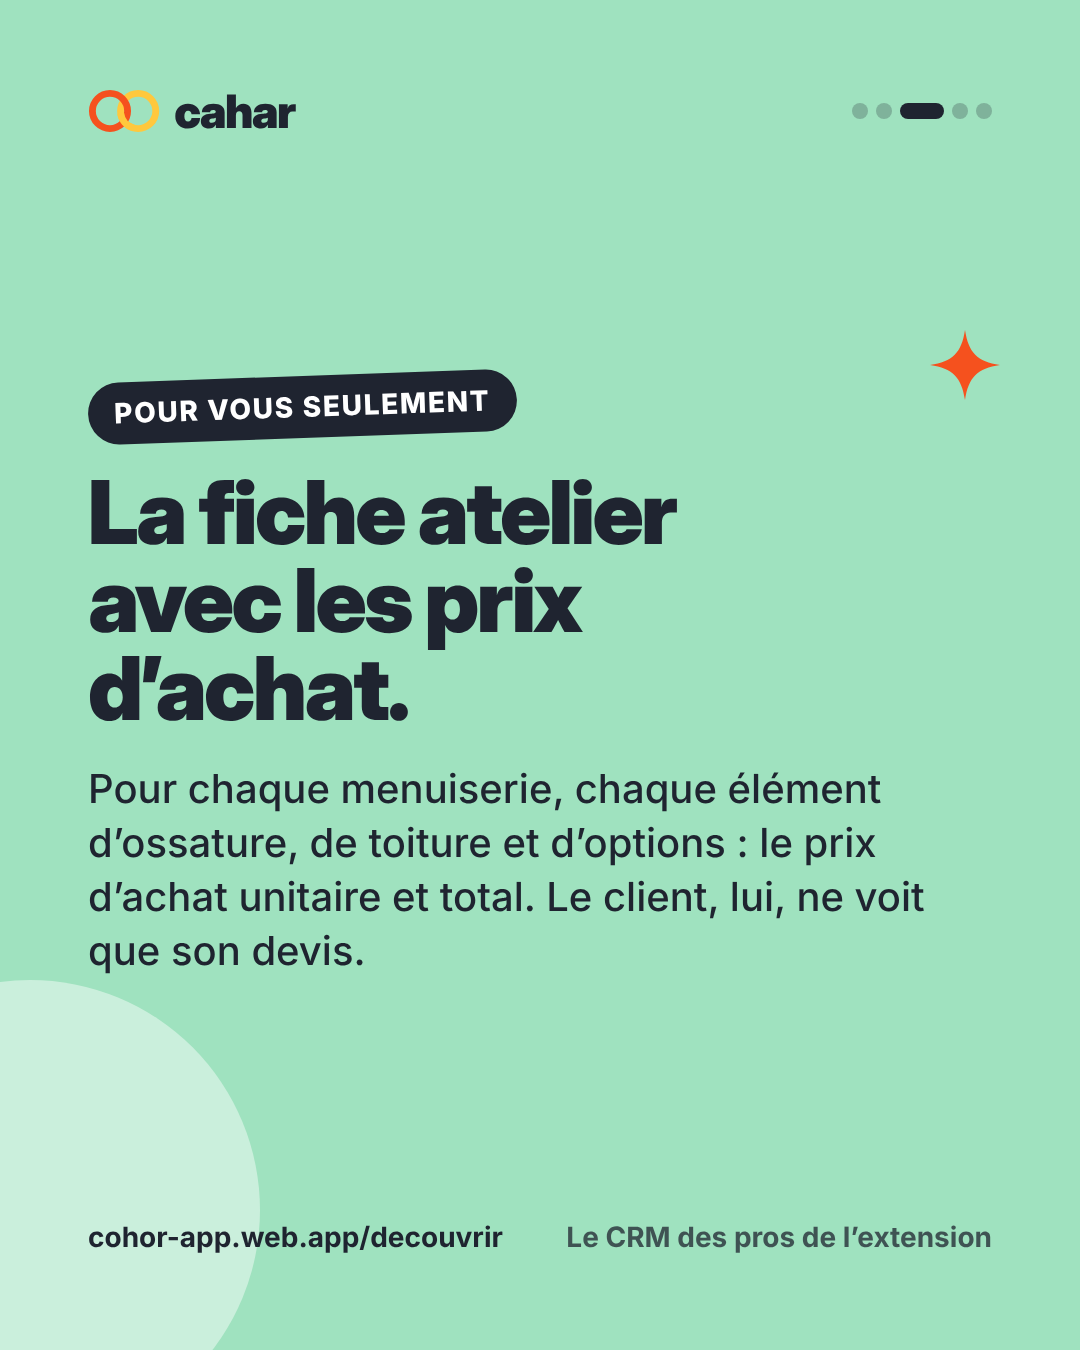 cahar
POUR VOUS SEULEMENT
La fiche atelier
avec les prix
d’achat.
Pour chaque menuiserie, chaque élément
d’ossature, de toiture et d’options : le prix
d’achat unitaire et total. Le client, lui, ne voit
que son devis.
cohor-app.web.app/decouvrir
Le CRM des pros de l’extension